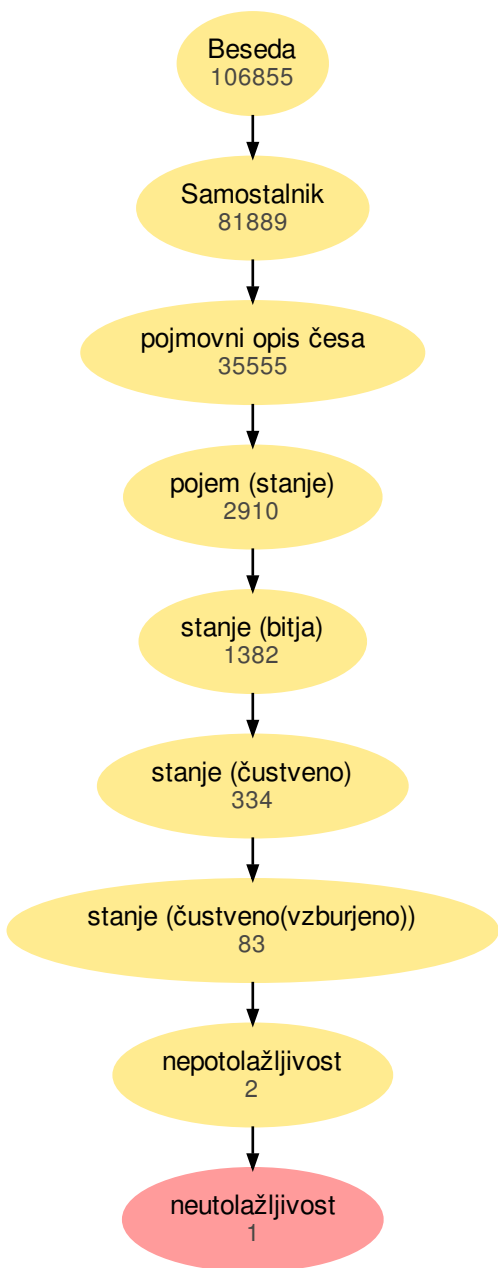 Beseda
106855
Samostalnik
81889
pojmovni opis česa
35555
pojem (stanje)
2910
stanje (bitja)
1382
stanje (čustveno)
334
stanje (čustveno(vzburjeno))
83
nepotolažljivost
2
neutolažljivost
1